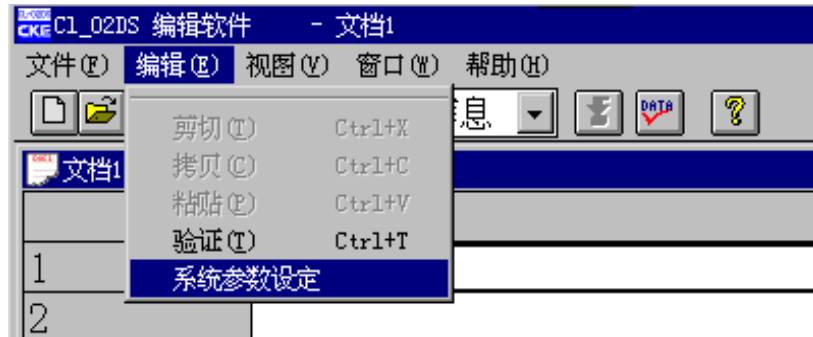 CKE Cl_02DS 编辑软件 - 文档1
文件(F) 编辑(E) 视图(V) 窗口(W) 帮助(H)
息 DATA ?
剪切(T) Ctrl+X
文档1
拷贝(C) Ctrl+C
粘贴(P) Ctrl+V
验证(T) Ctrl+T
1
系统参数设定
2